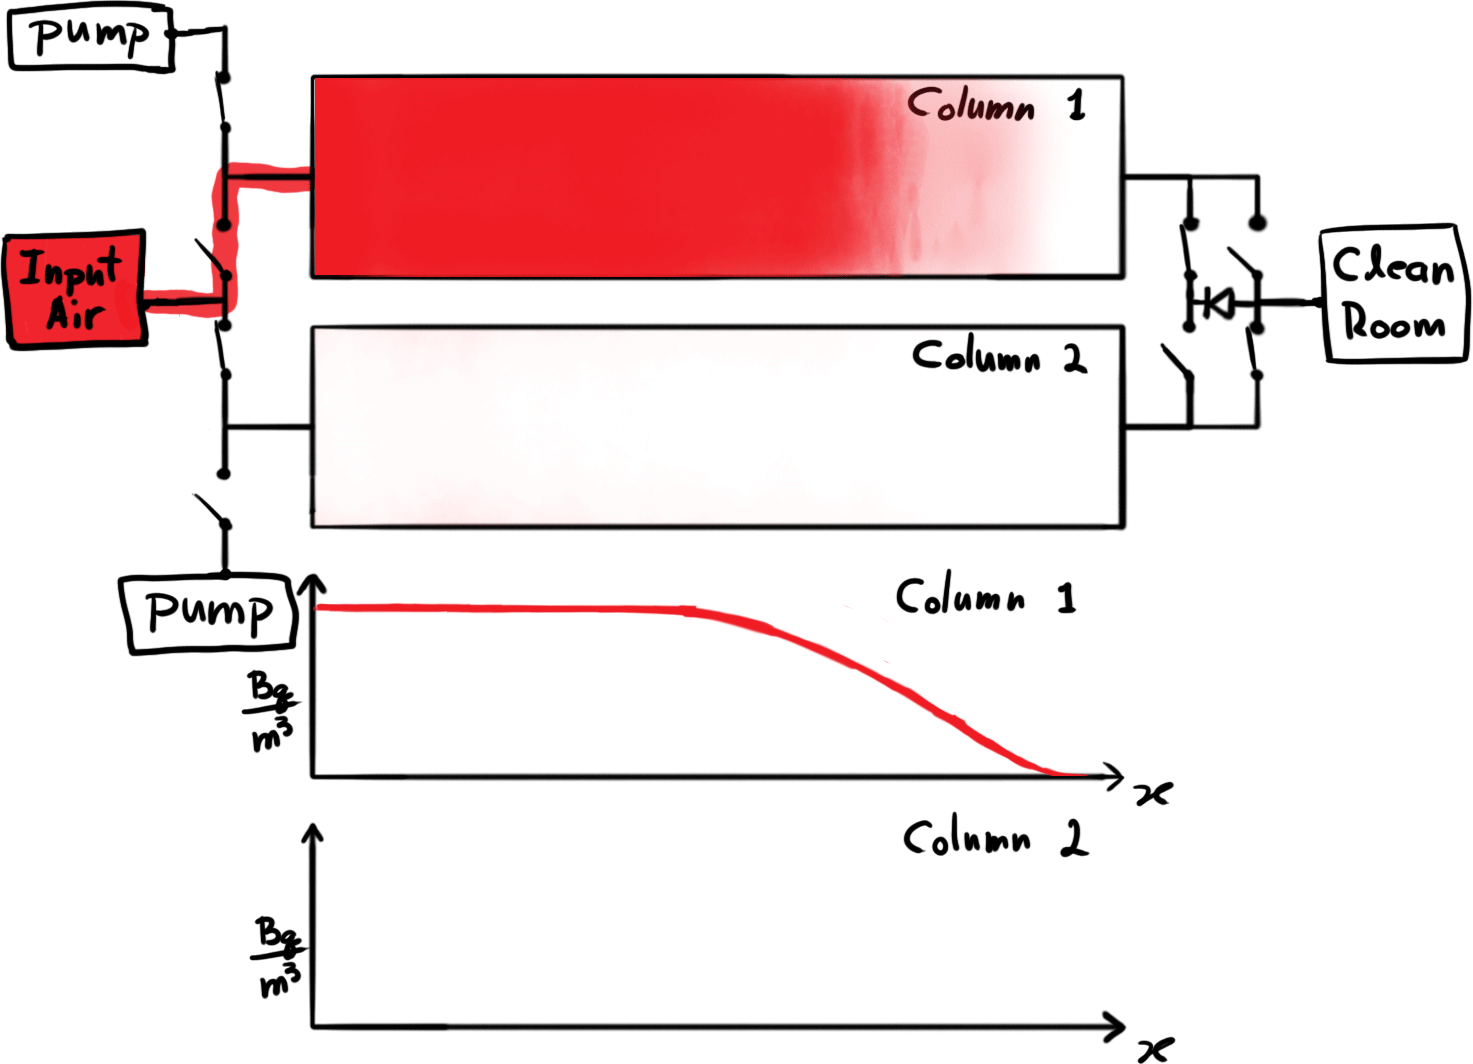 Pump
Column 1
Input
Air
Clean
Room
Column 2
Pump
Column 1
Bq
m³
x
Column 2
Bq
m³
x